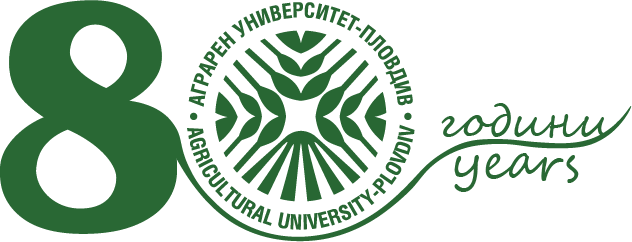 8
АГРАРЕН УНИВЕРСИТЕТ-ПЛОВДИВ
AGRICULTURAL UNIVERSITY-PLOVDIV
години
years